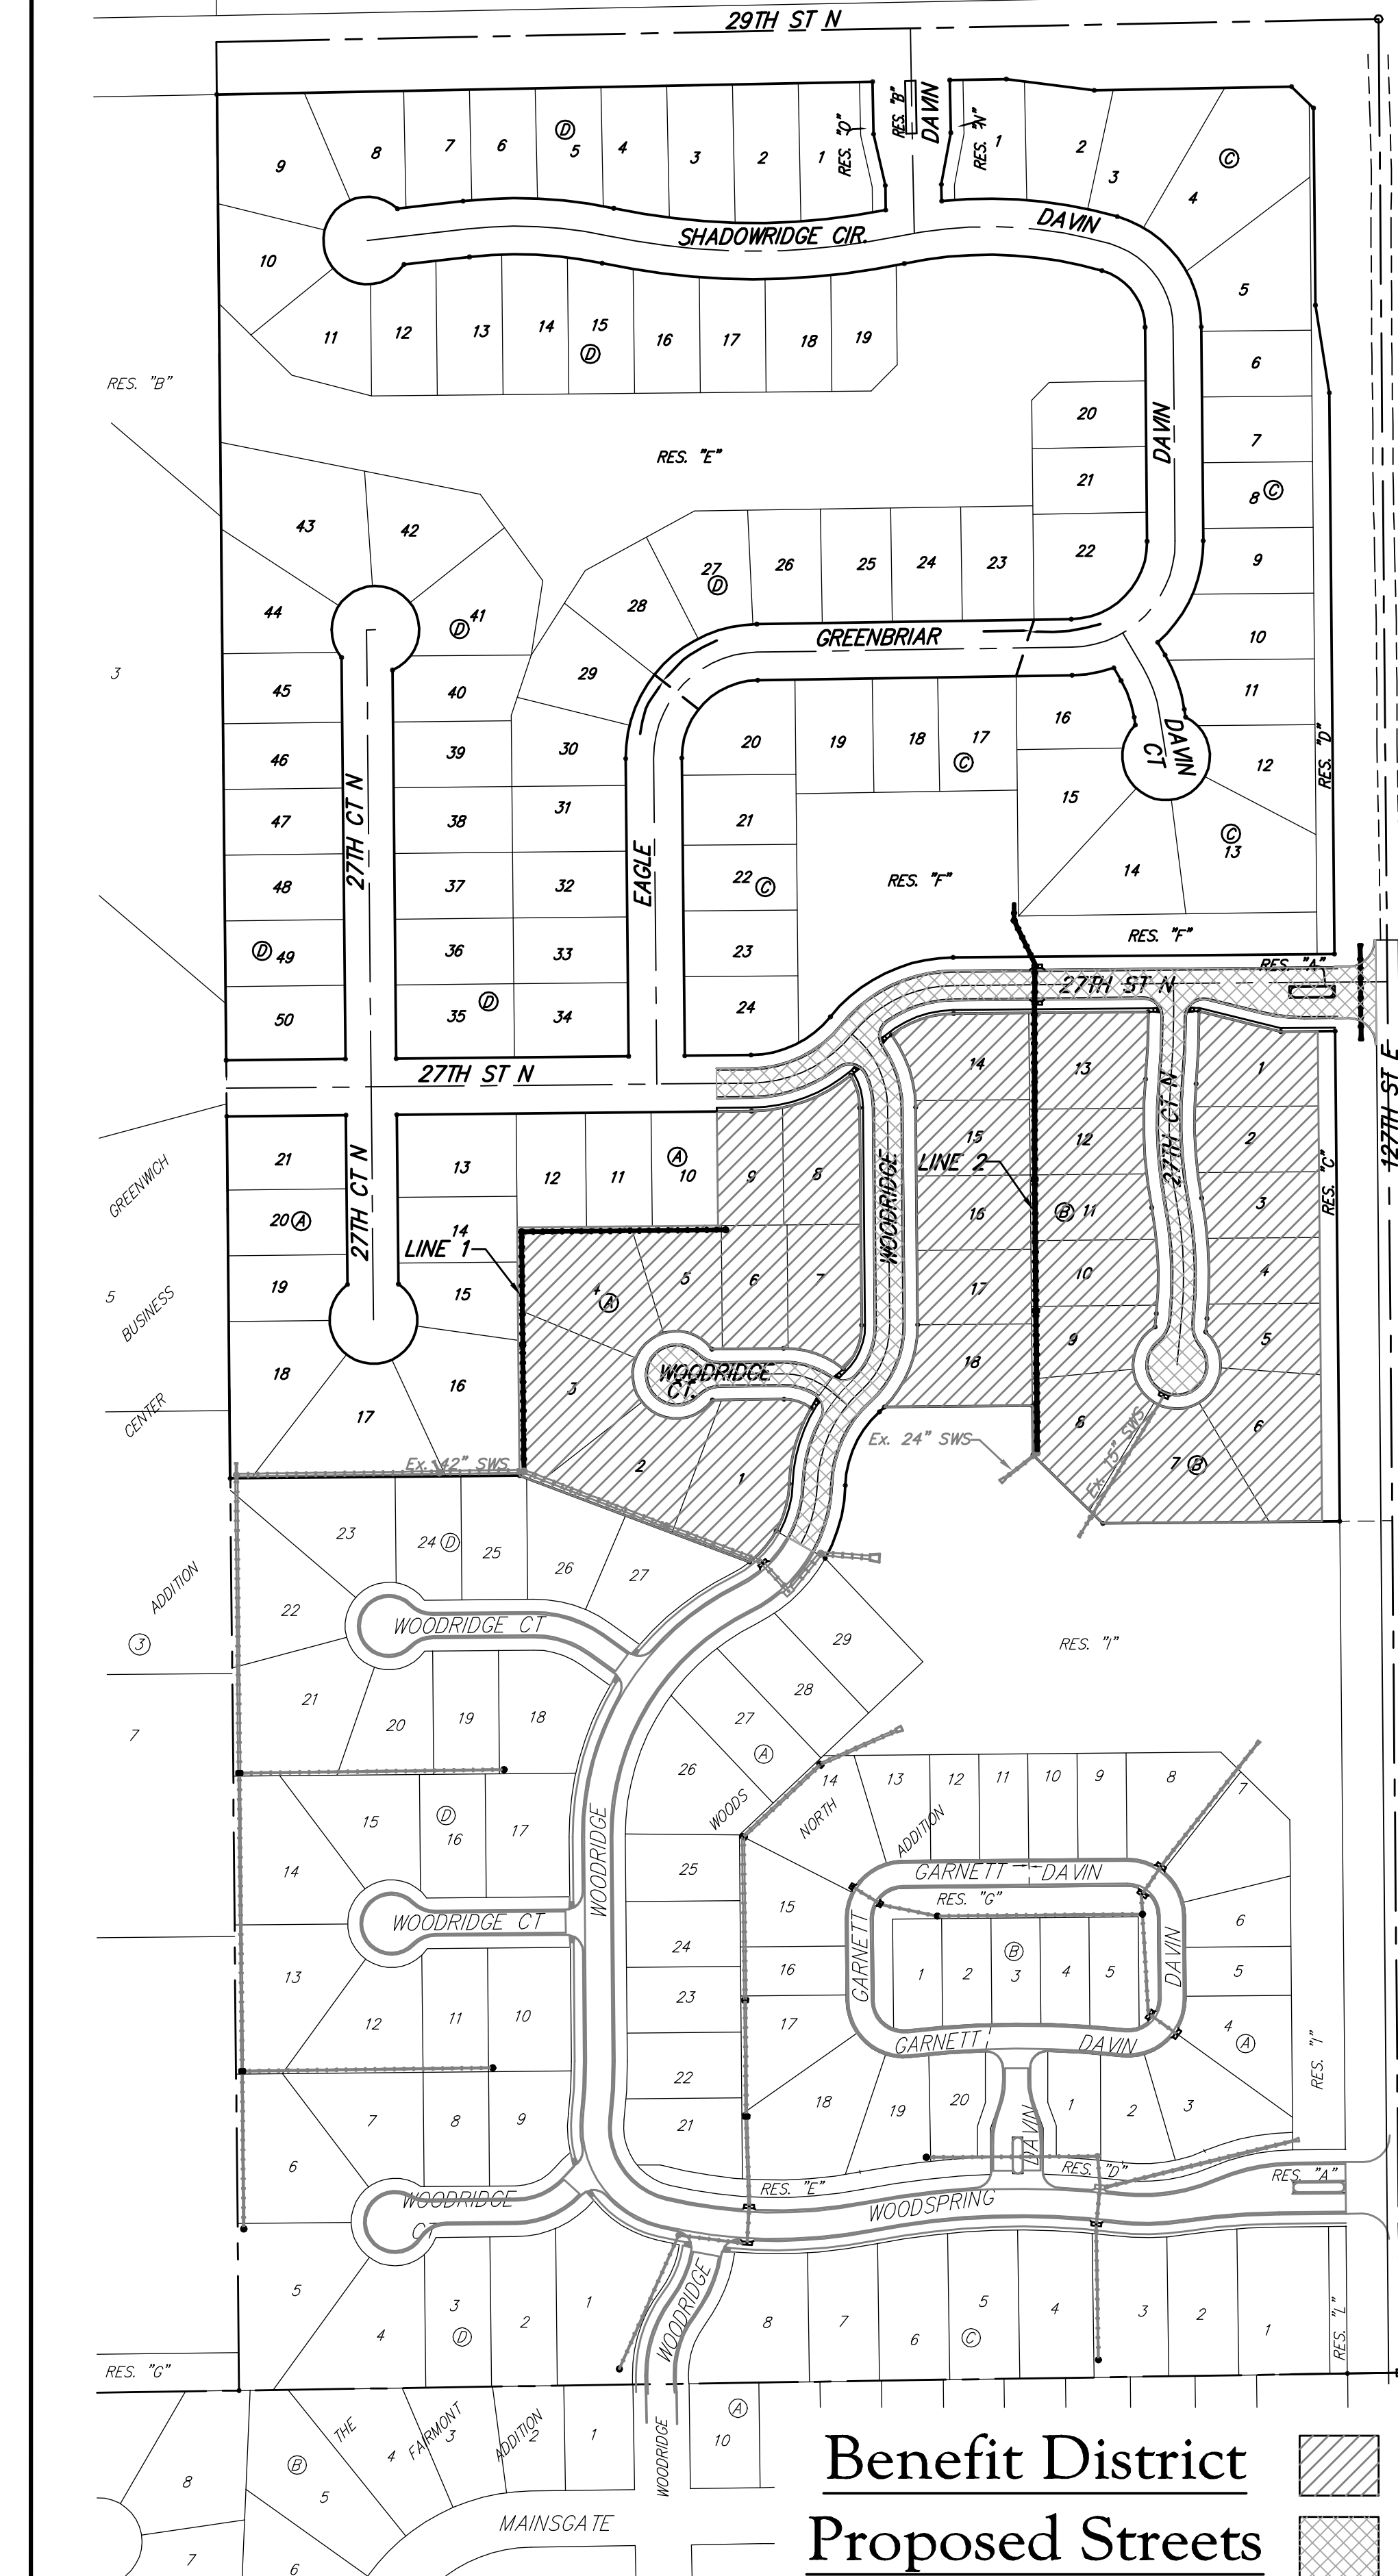 29TH ST N
RES. "O"
RES. "B"
DAVIN
RES. "N"
9
8
7
6
D
5
4
3
2
1
1
2
3
4
C
SHADOWRIDGE CIR.
DAVIN
10
5
11
12
13
14
15
D
16
17
18
19
6
RES. "B"
20
DAVIN
7
RES. "E"
21
8 C
43
42
22
9
27
D
26
25
24
23
44
28
D 41
GREENBRIAR
10
3
45
40
29
11
16
DAVIN
CT
46
39
30
20
19
18
17
C
12
RES. "D"
27TH CT N
47
38
31
21
15
C
13
EAGLE
48
37
32
22 C
RES. "F"
14
D 49
36
33
23
RES. "F"
50
35
D
34
24
27TH ST N
RES. "A"
27TH ST N
14
13
1
21
13
12
11
A
10
9
8
15
12
27TH CT N
2
127TH ST E
GREENWICH
LINE 2
RES. "C"
20 A
27TH CT N
14
LINE 1
WOODRIDGE
16
B 11
3
5
BUSINESS
19
15
4
A
5
6
7
17
10
4
18
16
3
WOODRIDGE
CT.
18
9
5
CENTER
17
2
1
8
6
Ex. 42" SWS
Ex. 24" SWS
Ex. 15" SWS
7 B
23
24 D
25
26
27
ADDITION
22
WOODRIDGE CT
29
RES. "I"
3
28
21
20
19
18
27
A
7
26
WOODS
14
NORTH
13
12
11
10
9
8
7
ADDITION
15
D
16
17
WOODRIDGE
25
GARNETT
DAVIN
14
RES. "G"
15
WOODRIDGE CT
24
GARNETT
B
DAVIN
6
13
23
16
1
2
3
4
5
5
12
11
10
17
GARNETT
DAVIN
4
A
RES. "I"
22
18
19
20
1
2
3
7
8
9
21
DAVIN
6
RES. "E"
RES. "D"
RES. "A"
WOODRIDGE
CT
WOODSPRING
5
4
3
D
2
1
WOODRIDGE
8
7
6
5
C
4
3
2
1
RES. "L"
RES. "G"
THE
FAIRMONT
ADDITION
4
3
2
1
A
10
WOODRIDGE
8
B
5
7
6
MAINSGATE
Benefit District
Proposed Streets